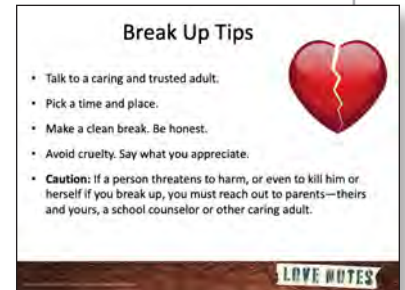 Break Up Tips
• Talk to a caring and trusted adult.
• Pick a time and place.
• Make a clean break. Be honest.
• Avoid cruelty. Say what you appreciate.
• Caution: If a person threatens to harm, or even to kill him or
herself if you break up, you must reach out to parents—theirs
and yours, a school counselor or other caring adult.
LOVE NOTES